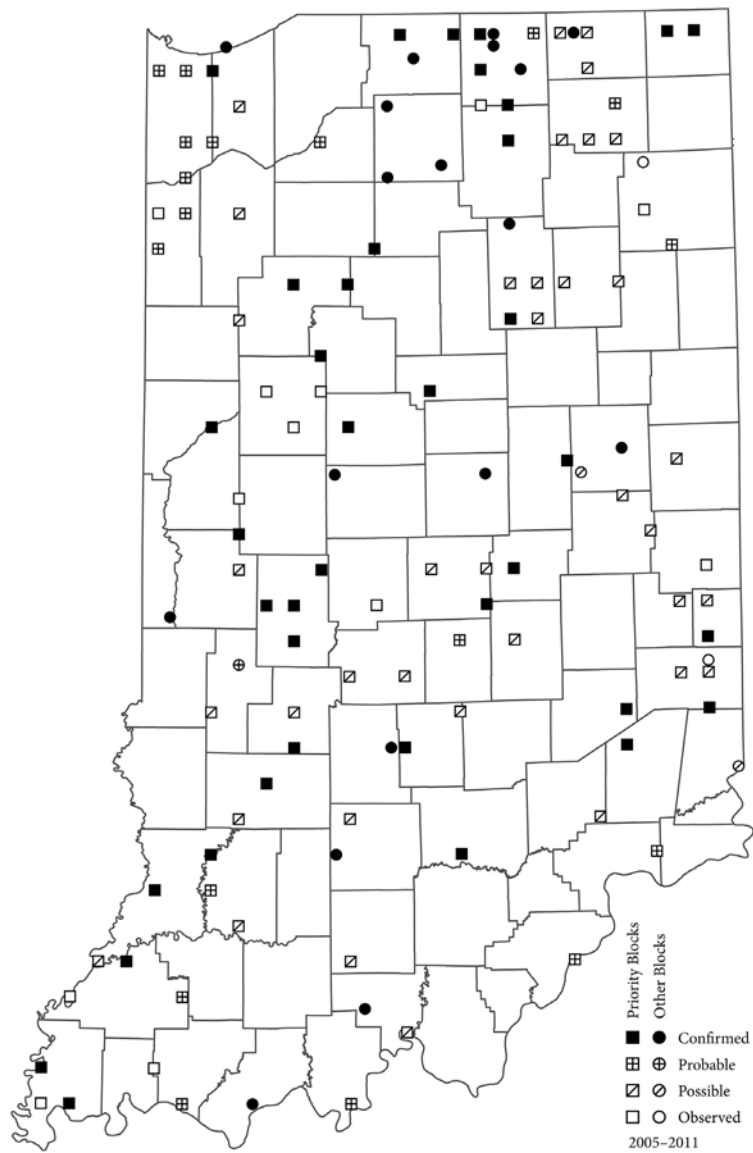 Priority Blocks
Other Blocks
Confirmed
Probable
Possible
Observed
2005–2011